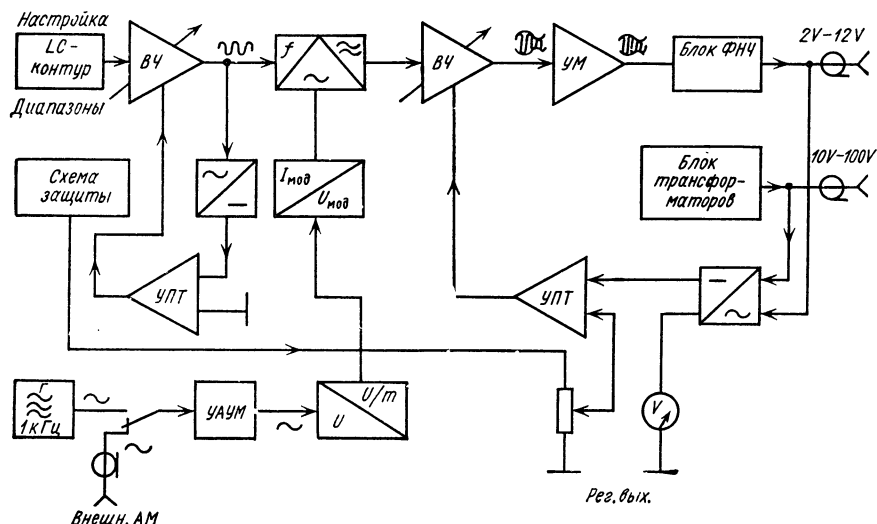 Настройка
LC-
контур
Диапазоны
ВЧ
f
ВЧ
УМ
Блок ФНЧ
2V–12V
Схема
защиты
Iмод
Uмод
Блок
трансфор-
маторов
10V–100V
УПТ
УПТ
Г
1кГц
УАУМ
U/m
U
V
Рег. вых.
Внешн. АМ